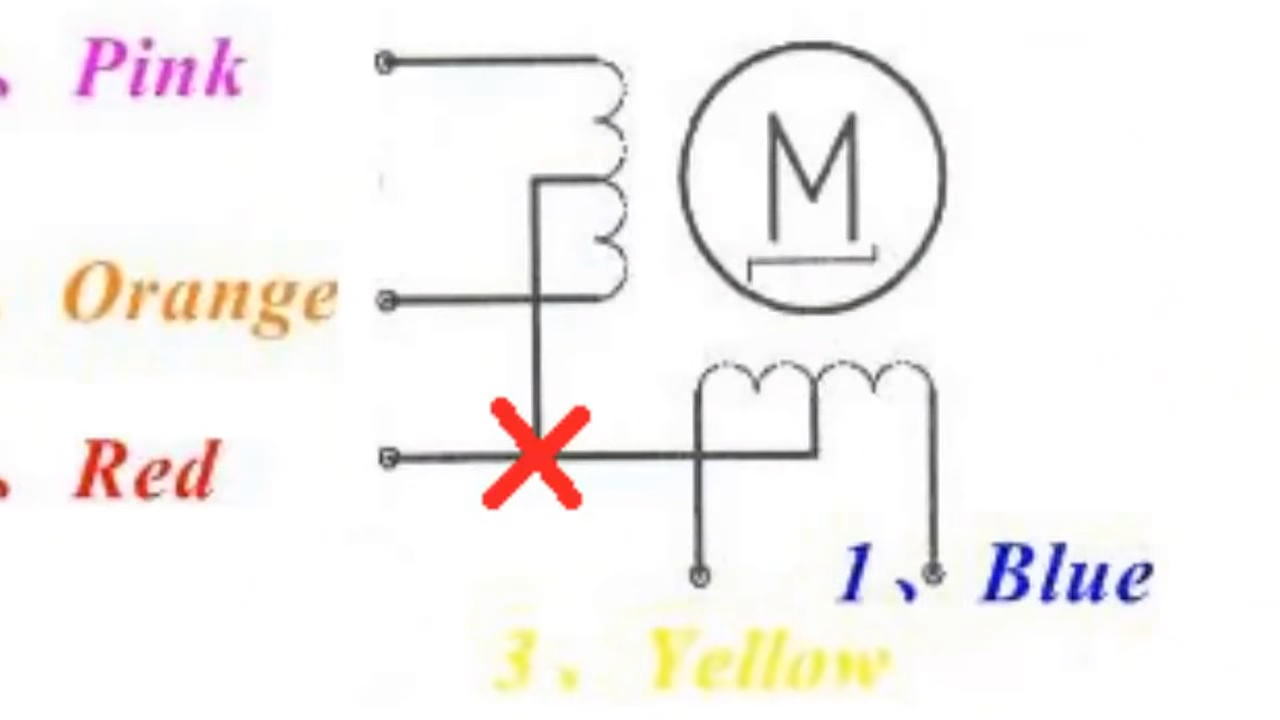 、 Pink
M
Orange
、 Red
1、 Blue
3、 Yellow